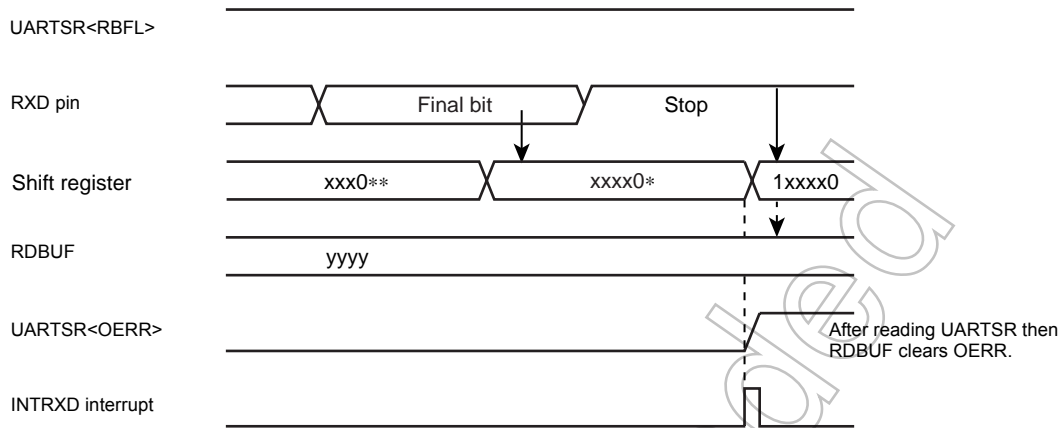 UARTSR<RBFL>
RXD pin
Final bit
Stop
Shift register
xxx0**
xxxx0*
1xxxx0
RDBUF
yyyy
UARTSR<OERR>
After reading UARTSR then
RDBUF clears OERR.
INTRXD interrupt
ded